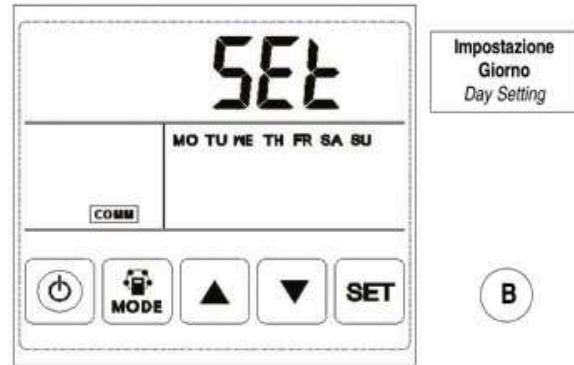 SEt
Impostazione
Giorno
Day Setting
MO TU WE TH FR SA SU
COMM
MODE
SET
B